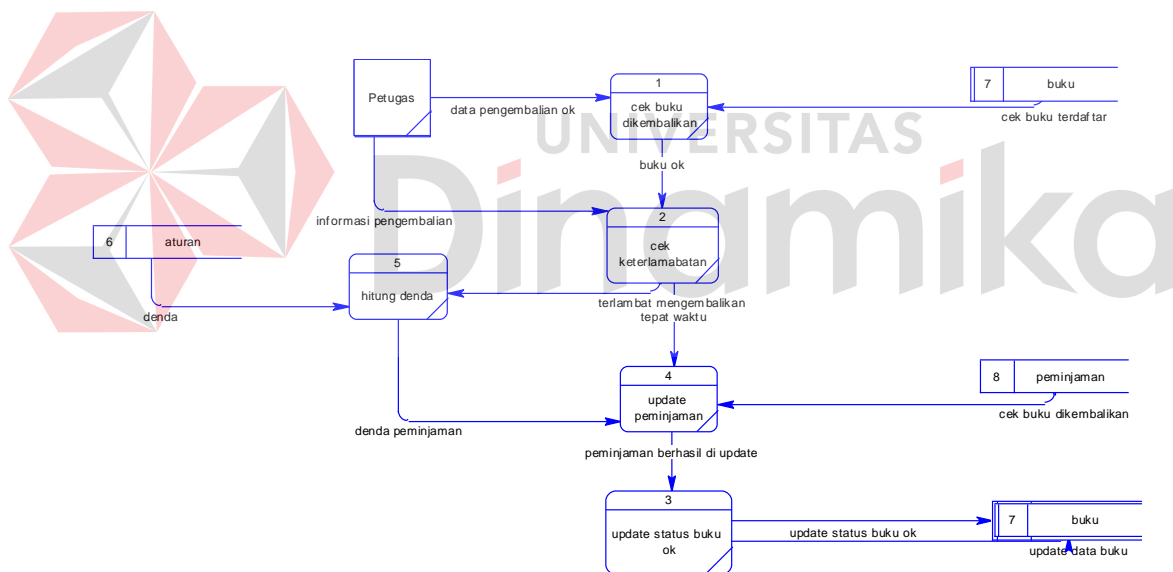 Petugas
1
cek buku
dikembalikan
7
buku
data pengembalian ok
cek buku terdaftar
UNIVERSITAS
Dinamika
buku ok
2
cek
keterlamabatan
informasi pengembalian
6
aturan
5
hitung denda
denda
terlambat mengembalikan
tepat waktu
4
update
peminjaman
8
peminjaman
cek buku dikembalikan
denda peminjaman
peminjaman berhasil di update
3
update status buku
ok
7
buku
update status buku ok
update data buku